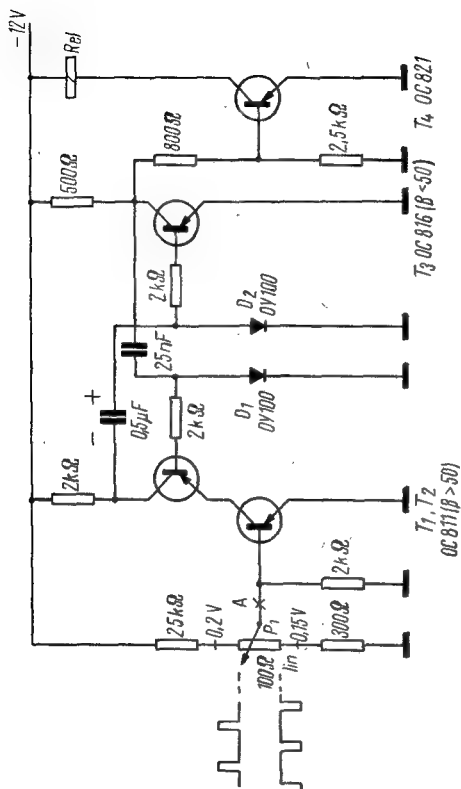 −12V
Rel
500Ω
800Ω
2kΩ
− +
0,5µF
2kΩ
25nF
2kΩ
25kΩ
−0,2V
A
P₁
100Ω
lin
−0,15V
300Ω
2kΩ
D₁
OY100
D₂
OY100
2,5kΩ
T₁, T₂
OC811 (β>50)
T₃ OC816 (β<50)
T₄ OC821